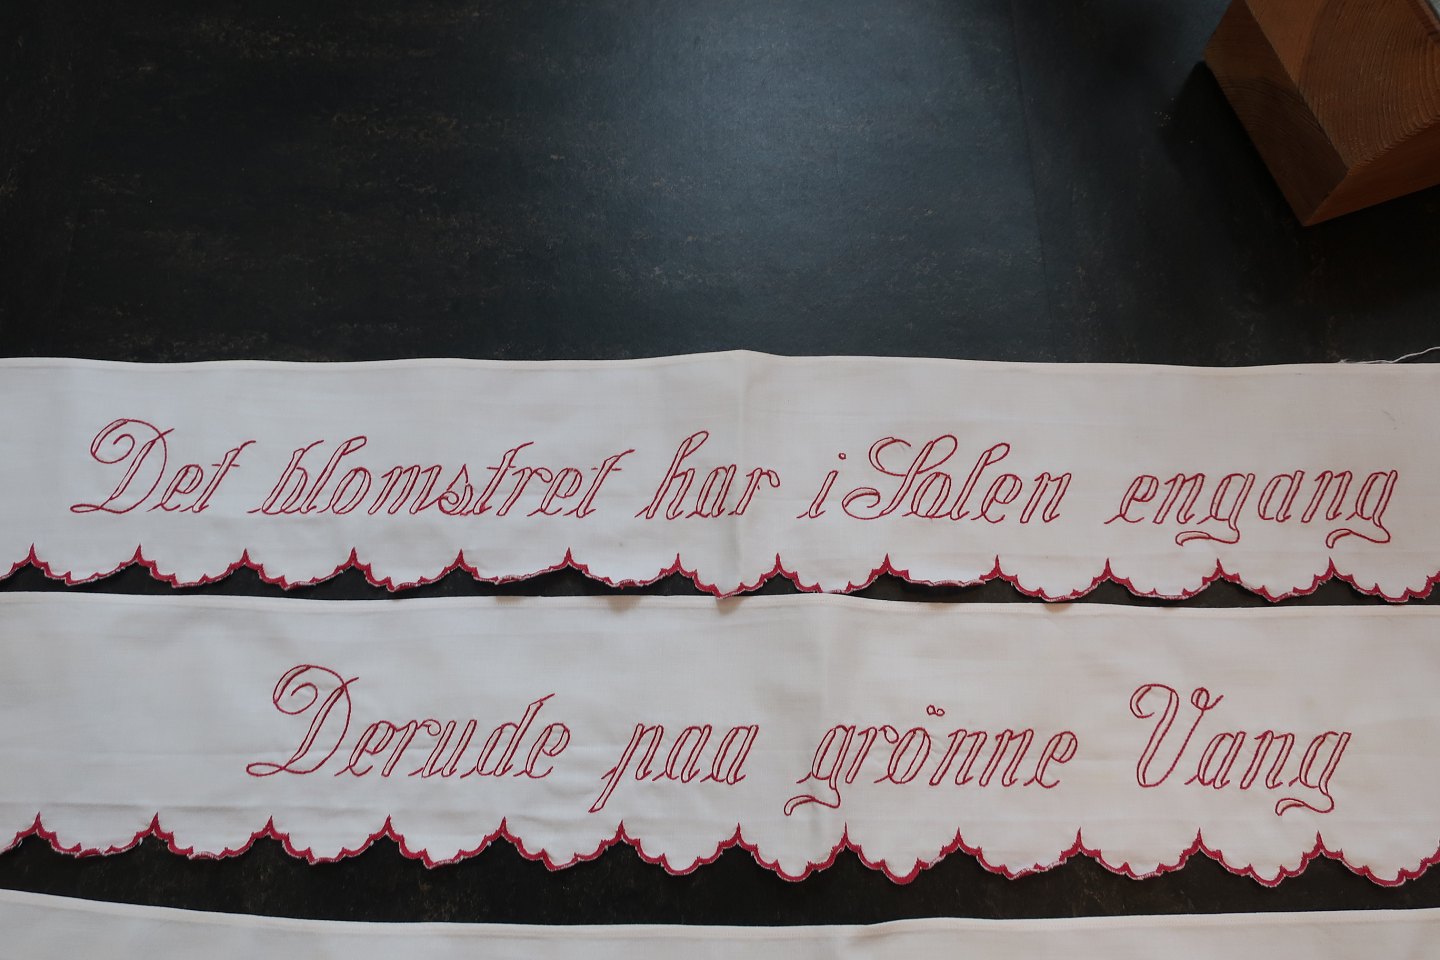 Det blomstret har i Solen engang
Derude paa grönne Vang